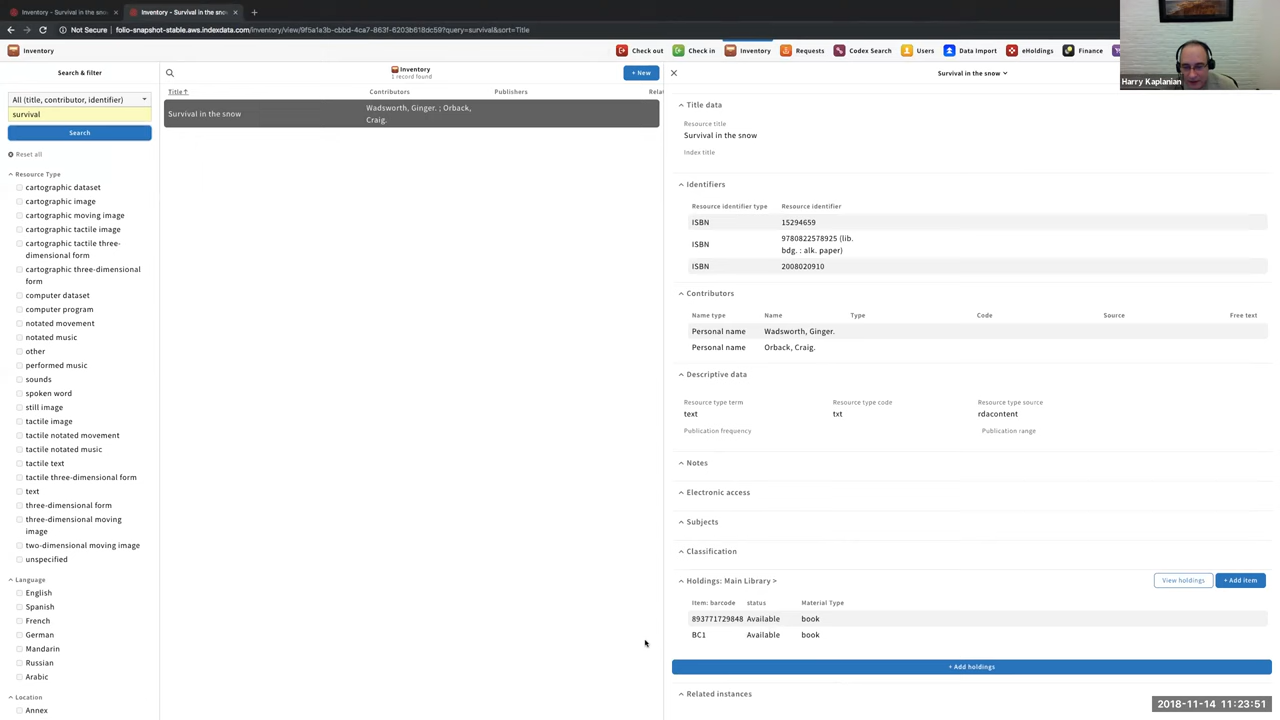 Inventory - Survival in the snow
Inventory - Survival in the snow
Not Secure
folio-snapshot-stable.aws.indexdata.com/inventory/view/9f5a1a3b-cbbd-4ca7-863f-6203b618dc59?query=survival&sort=Title
Inventory
Check out
Check in
Inventory
Requests
Codex Search
Users
Data Import
eHoldings
Finance
Harry Kaplanian
Search & filter
All (title, contributor, identifier)
survival
Search
Reset all
Resource Type
cartographic dataset
cartographic image
cartographic moving image
cartographic tactile image
cartographic tactile three-
dimensional form
cartographic three-dimensional
form
computer dataset
computer program
notated movement
notated music
other
performed music
sounds
spoken word
still image
tactile image
tactile notated movement
tactile notated music
tactile text
tactile three-dimensional form
text
three-dimensional form
three-dimensional moving
image
two-dimensional moving image
unspecified
Language
English
Spanish
French
German
Mandarin
Russian
Arabic
Location
Annex
Inventory
1 record found
+ New
Title
Contributors
Publishers
Rela
Survival in the snow
Wadsworth, Ginger. ; Orback,
Craig.
Survival in the snow
Title data
Resource title
Survival in the snow
Index title
Identifiers
Resource identifier type
Resource identifier
ISBN
15294659
ISBN
9780822578925 (lib.
bdg. : alk. paper)
ISBN
2008020910
Contributors
Name type
Name
Type
Code
Source
Free text
Personal name
Wadsworth, Ginger.
Personal name
Orback, Craig.
Descriptive data
Resource type term
Resource type code
Resource type source
text
txt
rdacontent
Publication frequency
Publication range
Notes
Electronic access
Subjects
Classification
Holdings: Main Library >
View holdings
+ Add item
Item: barcode
status
Material Type
893771729848
Available
book
BC1
Available
book
+ Add holdings
Related instances
2018-11-14 11:23:51